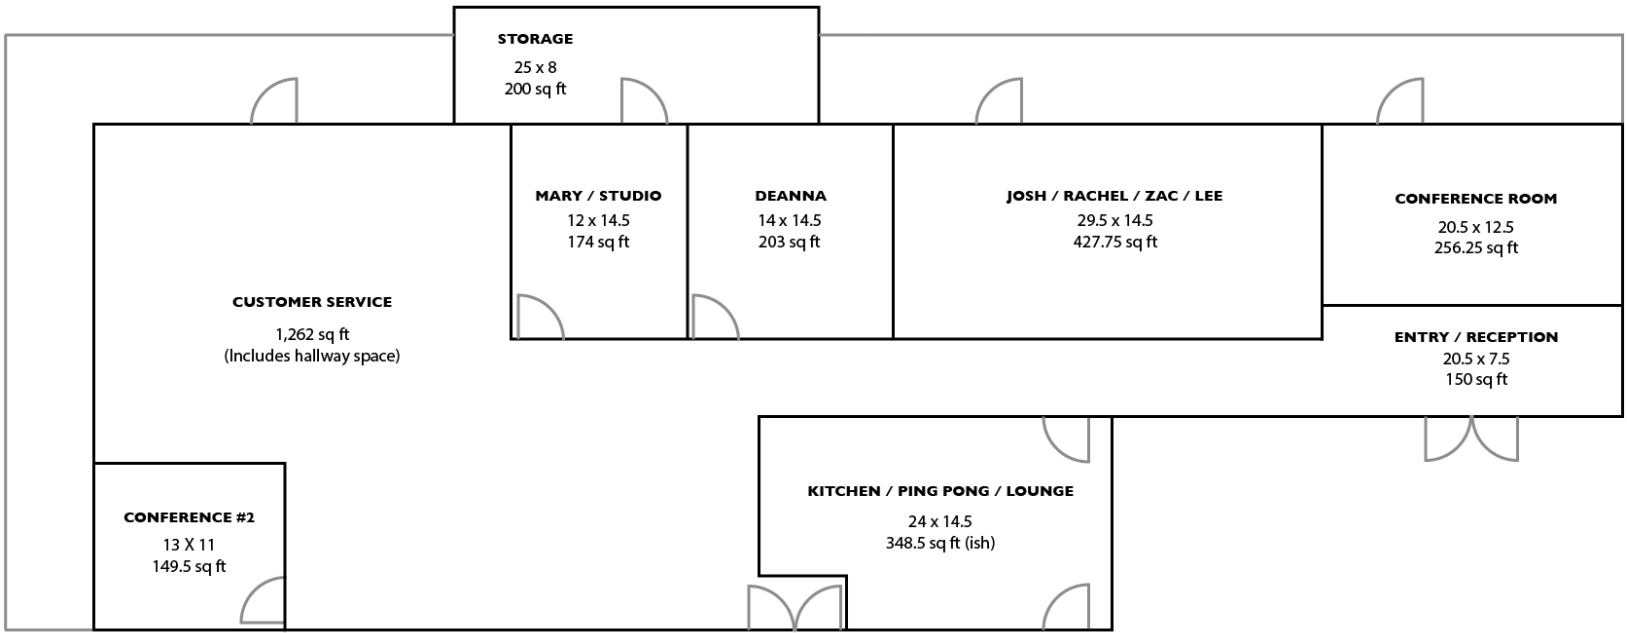 STORAGE
25 x 8
200 sq ft
MARY / STUDIO
12 x 14.5
174 sq ft
DEANNA
14 x 14.5
203 sq ft
JOSH / RACHEL / ZAC / LEE
29.5 x 14.5
427.75 sq ft
CONFERENCE ROOM
20.5 x 12.5
256.25 sq ft
CUSTOMER SERVICE
1,262 sq ft
(Includes hallway space)
ENTRY / RECEPTION
20.5 x 7.5
150 sq ft
CONFERENCE #2
13 X 11
149.5 sq ft
KITCHEN / PING PONG / LOUNGE
24 x 14.5
348.5 sq ft (ish)